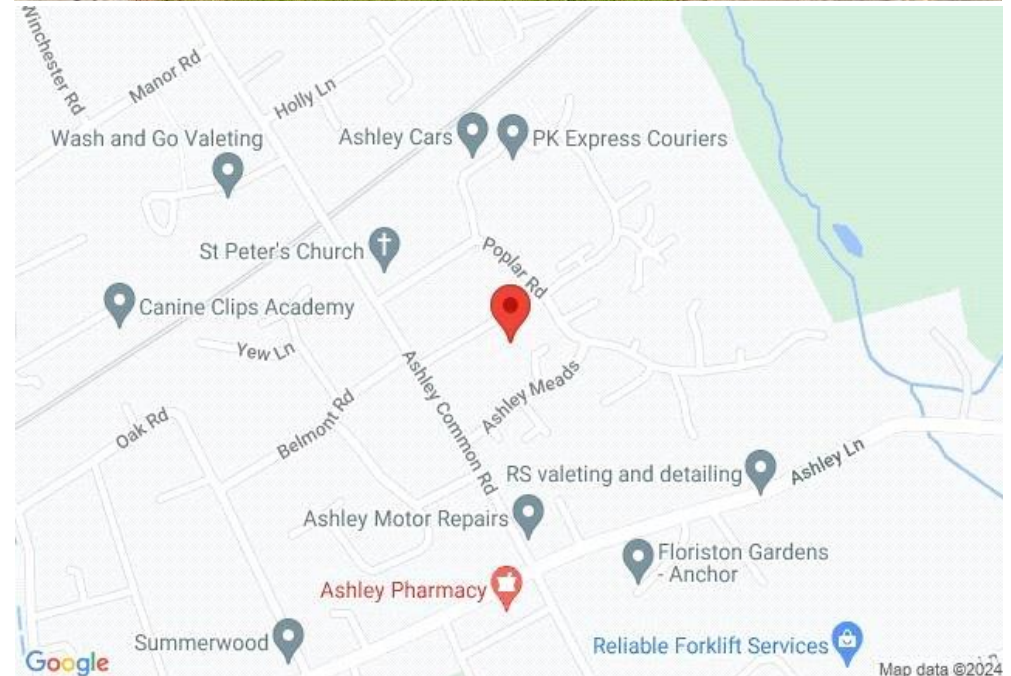 Winchester Rd
Manor Rd
Holly Ln
Wash and Go Valeting
Ashley Cars
PK Express Couriers
St Peter's Church
Poplar Rd
Canine Clips Academy
Yew Ln
Ashley Common Rd
Ashley Meads
Belmont Rd
Oak Rd
RS valeting and detailing
Ashley Ln
Ashley Motor Repairs
Floriston Gardens
- Anchor
Ashley Pharmacy
Summerwood
Reliable Forklift Services
Google
Map data ©2024